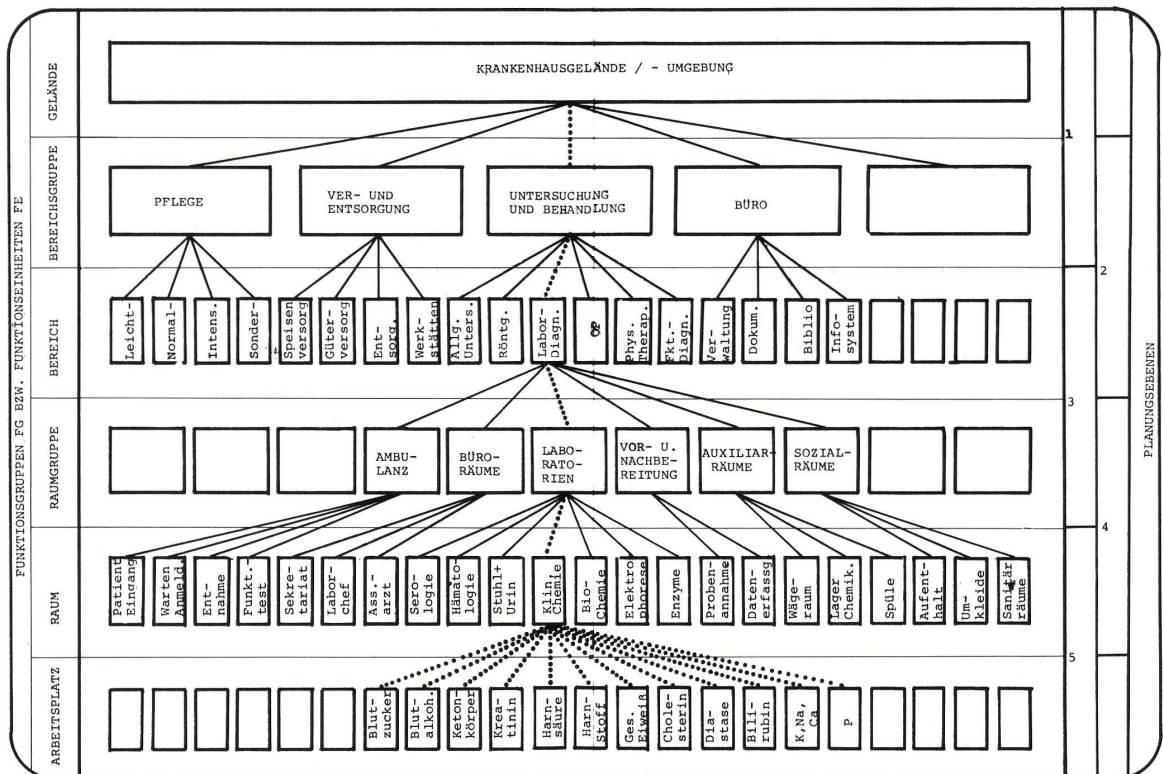 FUNKTIONSGRUPPEN FG BZW. FUNKTIONSEINHEITEN FE
PLANUNGSEBENEN
GELÄNDE
KRANKENHAUSGELÄNDE / - UMGEBUNG
1
BEREICHSGRUPPE
PFLEGE
VER- UND
ENTSORGUNG
UNTERSUCHUNG
UND BEHANDLUNG
BÜRO
2
BEREICH
Leicht-
Normal-
Intens.
Sonder-
Speisen
versorg
Güter-
versorg
Ent-
sorg.
Werk-
stätten
Allg.
Unters.
Röntg.
Labor-
Diagn.
OP
Phys.
Therap.
Fkt.-
Diagn.
Ver-
waltung
Dokum.
Biblio
Info-
system
3
RAUMGRUPPE
AMBU-
LANZ
BÜRO-
RÄUME
LABO-
RATO-
RIEN
VOR- U.
NACHBE-
REITUNG
AUXILIAR-
RÄUME
SOZIAL-
RÄUME
4
RAUM
Patient
Eingang
Warten
Anmeld.
Ent-
nahme
Funkt.-
test
Sekre-
tariat
Labor-
chef
Ass.-
arzt
Sero-
logie
Hämato-
logie
Stuhl+
Urin
Klin.
Chemie
Bio-
Chemie
Elektro
phorese
Enzyme
Proben-
annahme
Daten-
erfassg
Wäge-
raum
Lager
Chemik.
Spüle
Aufent-
halt
Um-
kleide
Sanitär
räume
5
ARBEITSPLATZ
Blut-
zucker
Blut-
alkoh.
Keton-
körper
Krea-
tinin
Harn-
säure
Harn-
Stoff
Ges.
Eiweiß
Chole-
sterin
Dia-
stase
Bili-
rubin
K,Na,
Ca
P